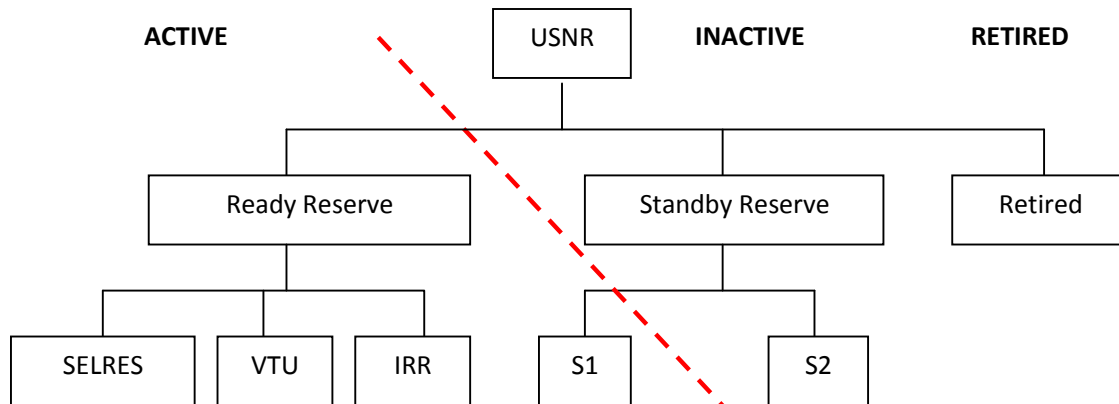 ACTIVE
USNR
INACTIVE
RETIRED
Ready Reserve
Standby Reserve
Retired
SELRES
VTU
IRR
S1
S2